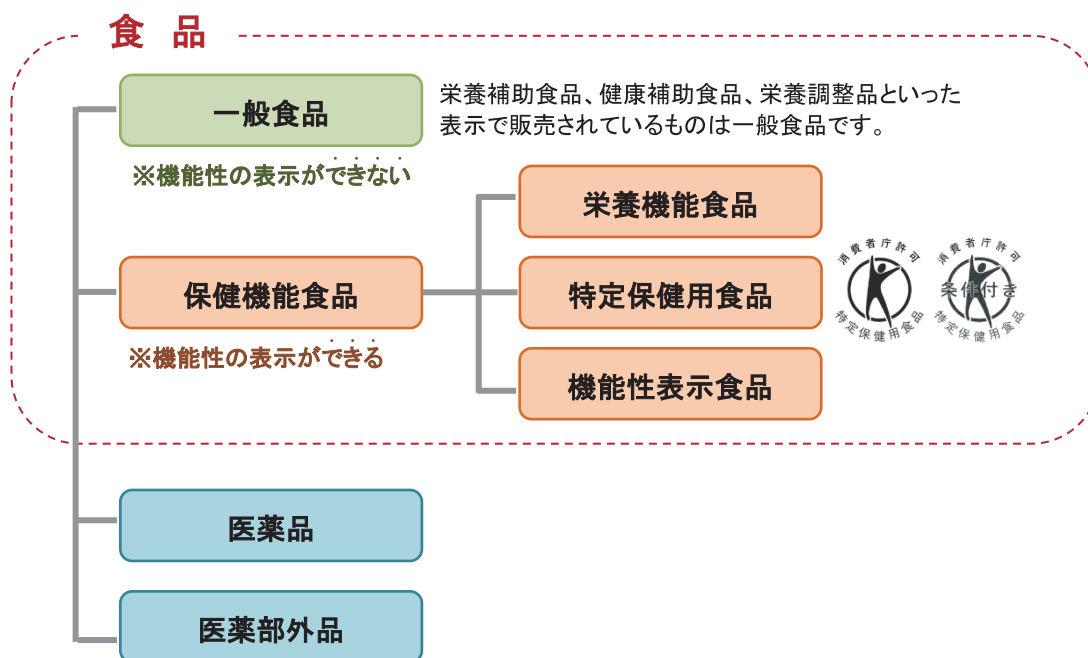 食 品
一般食品
栄養補助食品、健康補助食品、栄養調整品といった
表示で販売されているものは一般食品です。
※機能性の表示ができない
栄養機能食品
保健機能食品
特定保健用食品
消費者庁許可
特定保健用食品
消費者庁許可
条件付き
特定保健用食品
※機能性の表示ができる
機能性表示食品
医薬品
医薬部外品